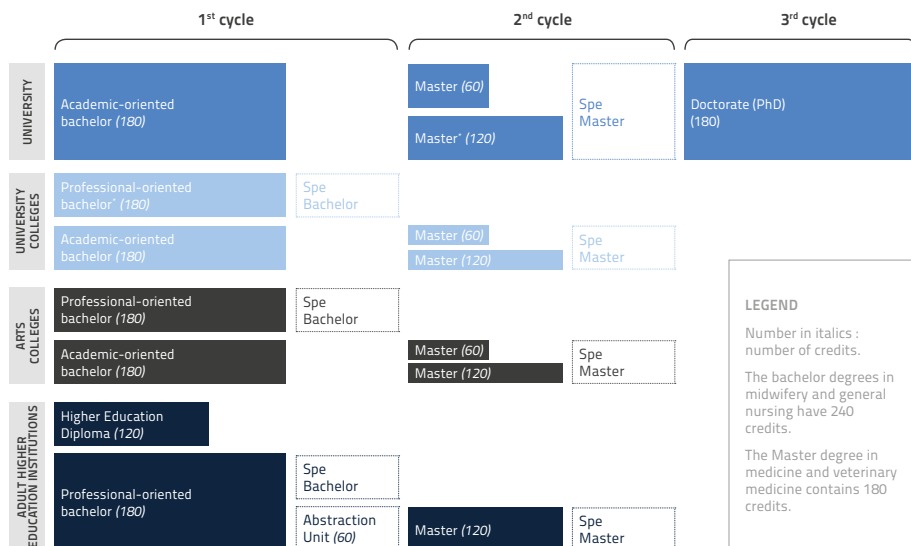 1st cycle
2nd cycle
3rd cycle
UNIVERSITY
Academic-oriented
bachelor (180)
Master (60)
Master* (120)
Spe
Master
Doctorate (PhD)
(180)
UNIVERSITY
COLLEGES
Professional-oriented
bachelor* (180)
Spe
Bachelor
Academic-oriented
bachelor (180)
Master (60)
Master (120)
Spe
Master
ARTS
COLLEGES
Professional-oriented
bachelor (180)
Spe
Bachelor
Academic-oriented
bachelor (180)
Master (60)
Master (120)
Spe
Master
ADULT HIGHER
EDUCATION INSTITUTIONS
Higher Education
Diploma (120)
Professional-oriented
bachelor (180)
Spe
Bachelor
Abstraction
Unit (60)
Master (120)
Spe
Master
LEGEND
Number in italics :
number of credits.
The bachelor degrees in
midwifery and general
nursing have 240
credits.
The Master degree in
medicine and veterinary
medicine contains 180
credits.